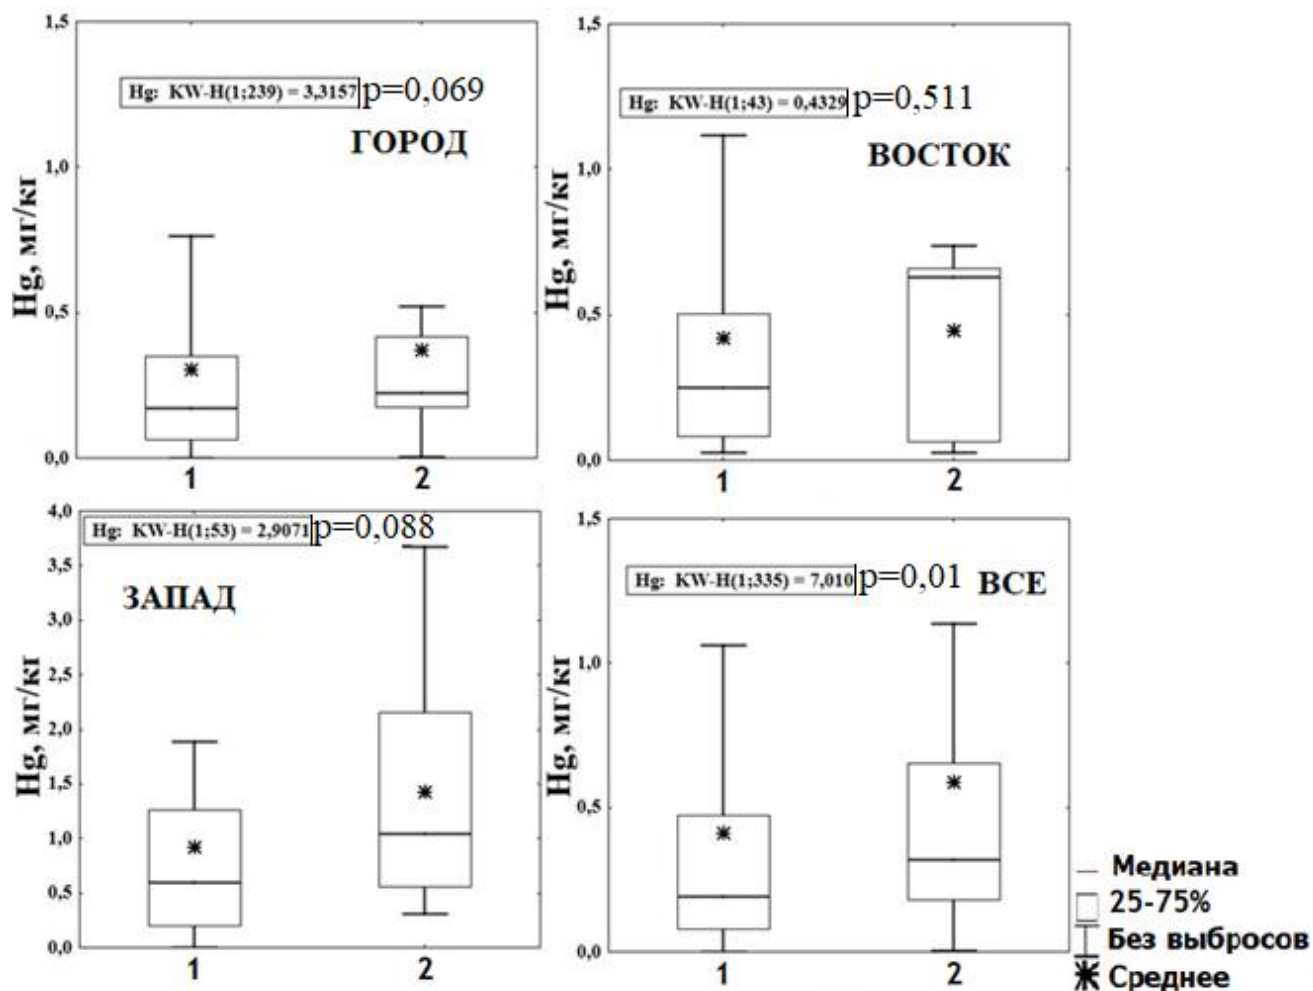 1,5
Hg: KW-H(1;239) = 3,3157 p=0,069
ГОРОД
1,0
Hg, мг/кг
0,5
0,0
1 2
1,5
Hg: KW-H(1;43) = 0,4329 p=0,511
ВОСТОК
1,0
Hg, мг/кг
0,5
0,0
1 2
4,0
Hg: KW-H(1;53) = 2,9071 p=0,088
3,5
ЗАПАД
3,0
2,5
Hg, мг/кг
2,0
1,5
1,0
0,5
0,0
1 2
1,5
Hg: KW-H(1;335) = 7,010 p=0,01
ВСЕ
1,0
Hg, мг/кг
0,5
0,0
1 2
Медиана
25-75%
Без выбросов
Среднее